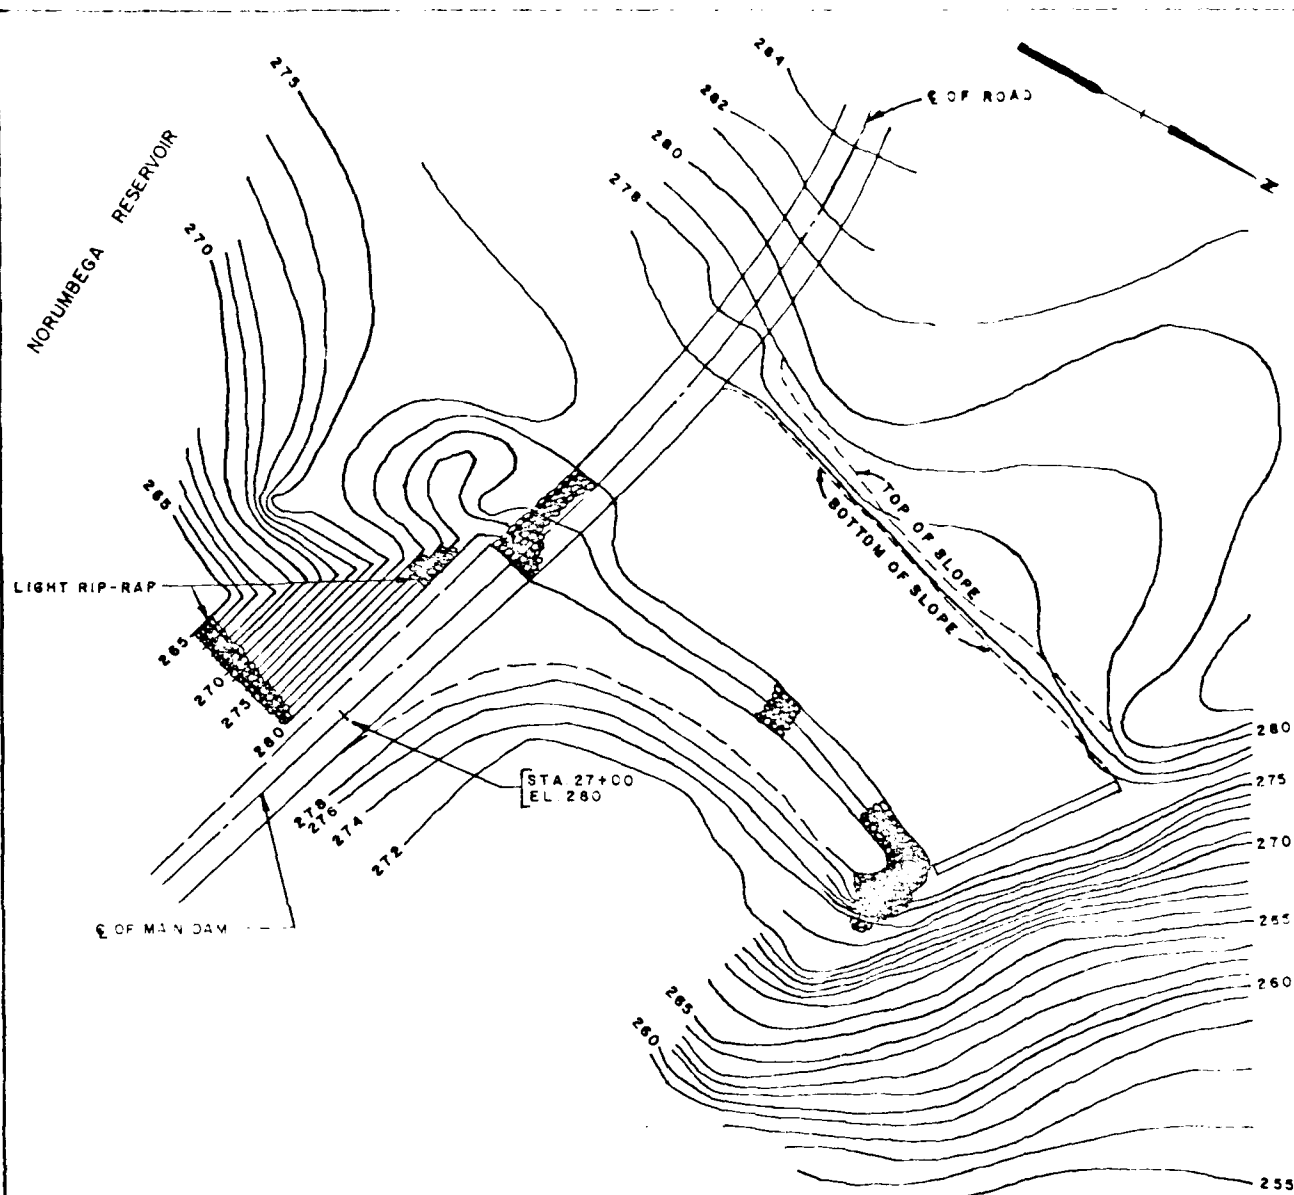 275
284
℄ OF ROAD
282
280
278
N
NORUMBEGA RESERVOIR
270
265
TOP OF SLOPE
BOTTOM OF SLOPE
LIGHT RIP-RAP
265
270
275
280
280
275
STA. 27+00
EL. 280
278
276
274
272
270
265
℄ OF MAIN DAM
260
265
260
255